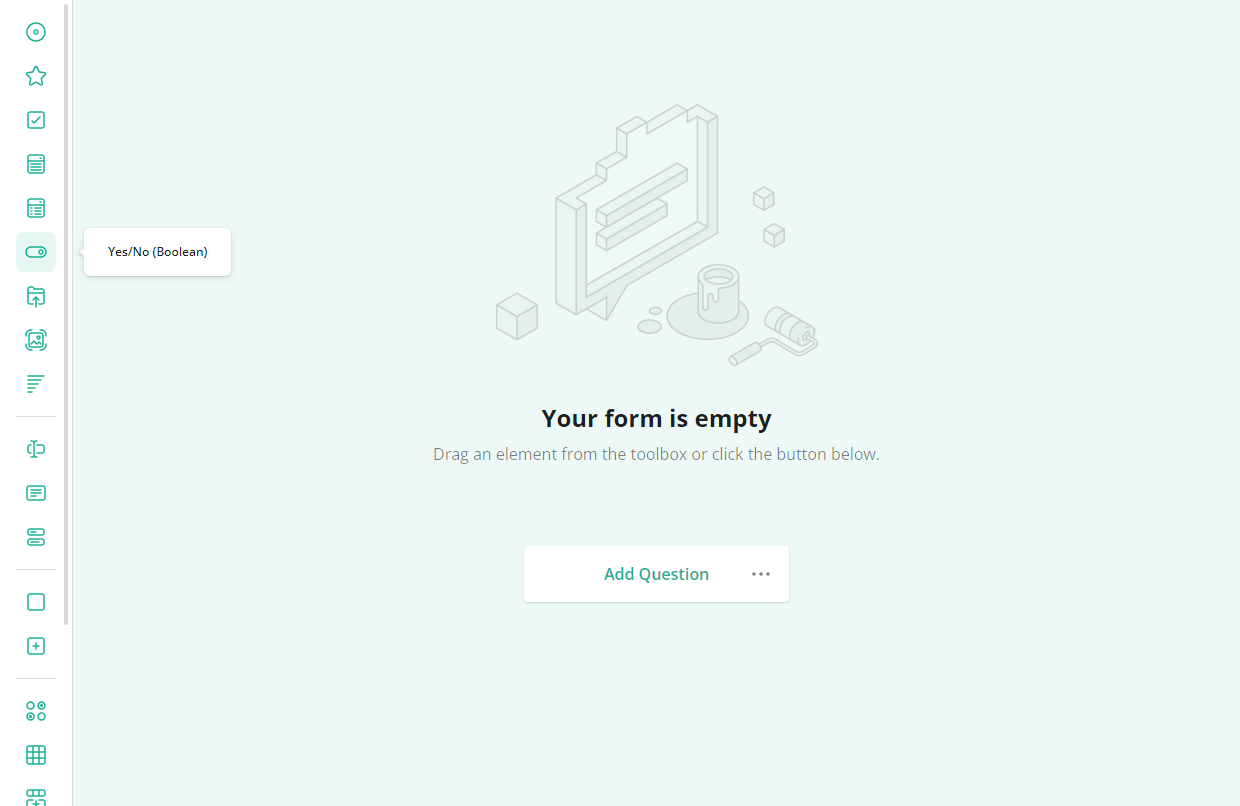 Yes/No (Boolean)
Your form is empty
Drag an element from the toolbox or click the button below.
Add Question